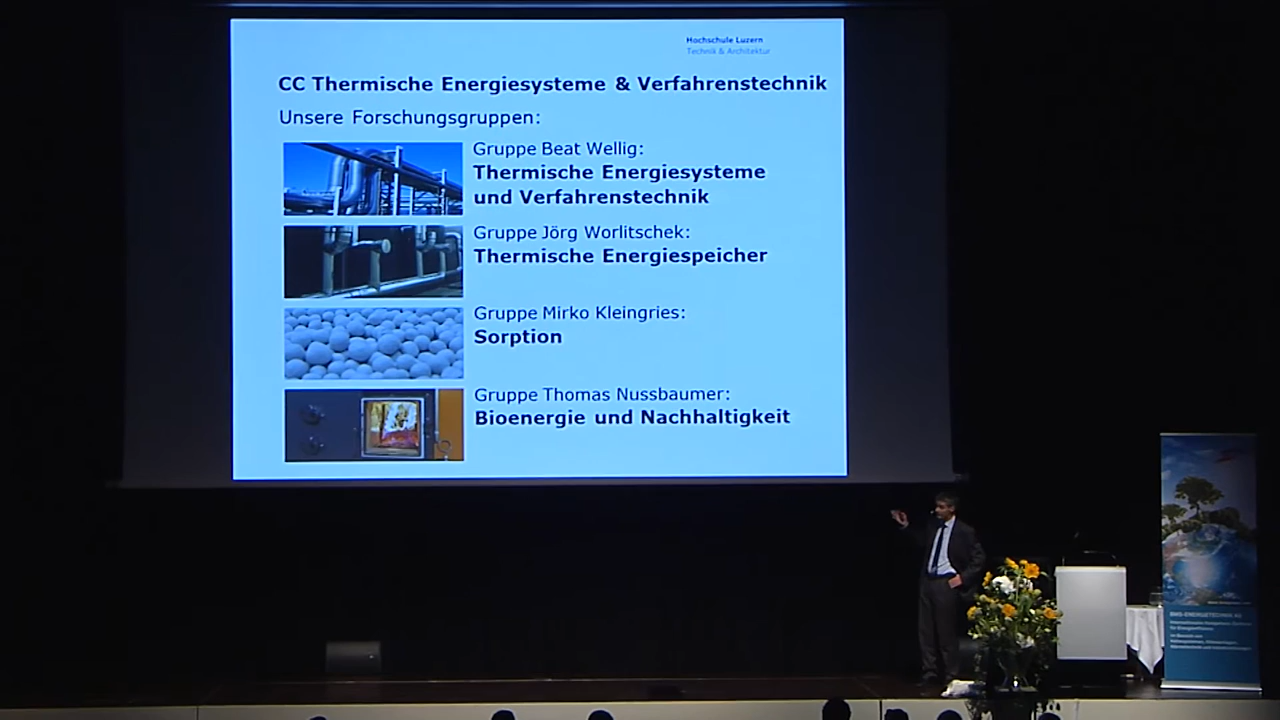 Hochschule Luzern
Technik & Architektur
CC Thermische Energiesysteme & Verfahrenstechnik
Unsere Forschungsgruppen:
Gruppe Beat Wellig:
Thermische Energiesysteme
und Verfahrenstechnik
Gruppe Jörg Worlitschek:
Thermische Energiespeicher
Gruppe Mirko Kleingries:
Sorption
Gruppe Thomas Nussbaumer:
Bioenergie und Nachhaltigkeit